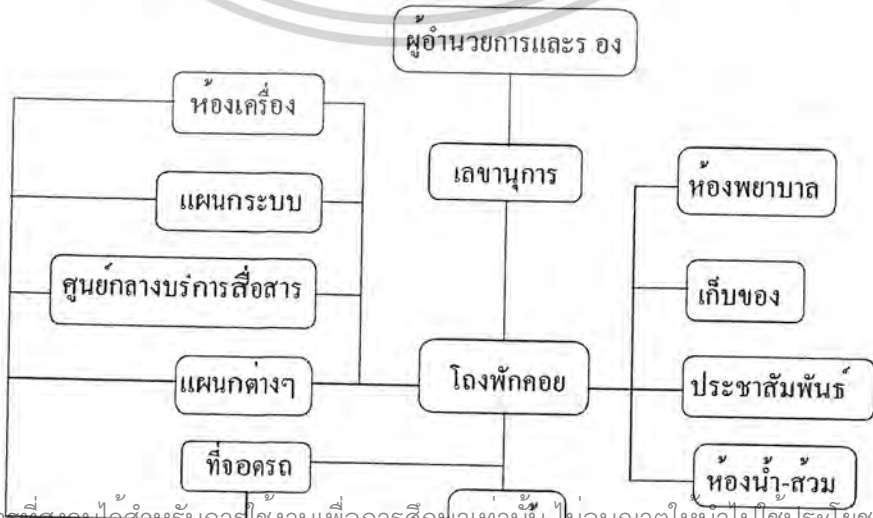 ผู้อำนวยการและร อง
ห้องเครื่อง
เลขานุการ
ห้องพยาบาล
แผนกระบบ
ศูนย์กลางบริการสื่อสาร
เก็บของ
แผนกต่างๆ
โถงพักคอย
ประชาสัมพันธ์
ที่จอดรถ
ห้องน้ำ-ส้วม